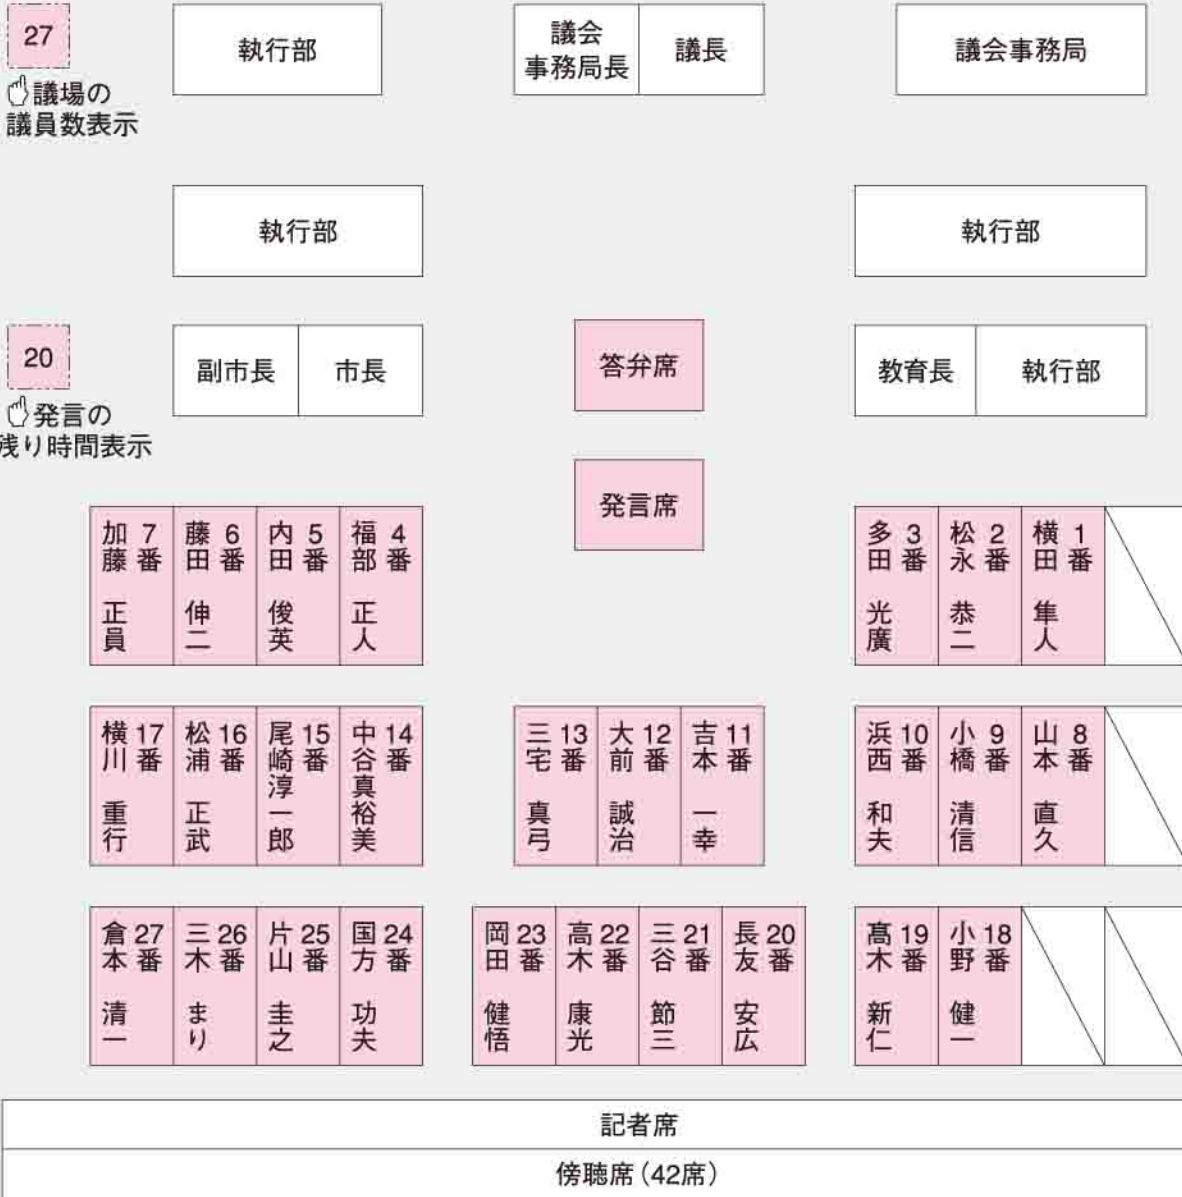 27
議場の
議員数表示
執行部
議会
事務局長
議長
議会事務局
執行部
執行部
20
発言の
残り時間表示
副市長
市長
答弁席
教育長
執行部
発言席
7番
加藤 正員
6番
藤田 伸二
5番
内田 俊英
4番
福部 正人
3番
多田 光廣
2番
松永 恭二
1番
横田 隼人
17番
横川 重行
16番
松浦 正武
15番
尾崎淳一郎
14番
中谷真裕美
13番
三宅 真弓
12番
大前 誠治
11番
吉本 一幸
10番
浜西 和夫
9番
小橋 清信
8番
山本 直久
27番
倉本 清一
26番
三木 まり
25番
片山 圭之
24番
国方 功夫
23番
岡田 健悟
22番
高木 康光
21番
三谷 節三
20番
長友 安広
19番
髙木 新仁
18番
小野 健一
記者席
傍聴席(42席)